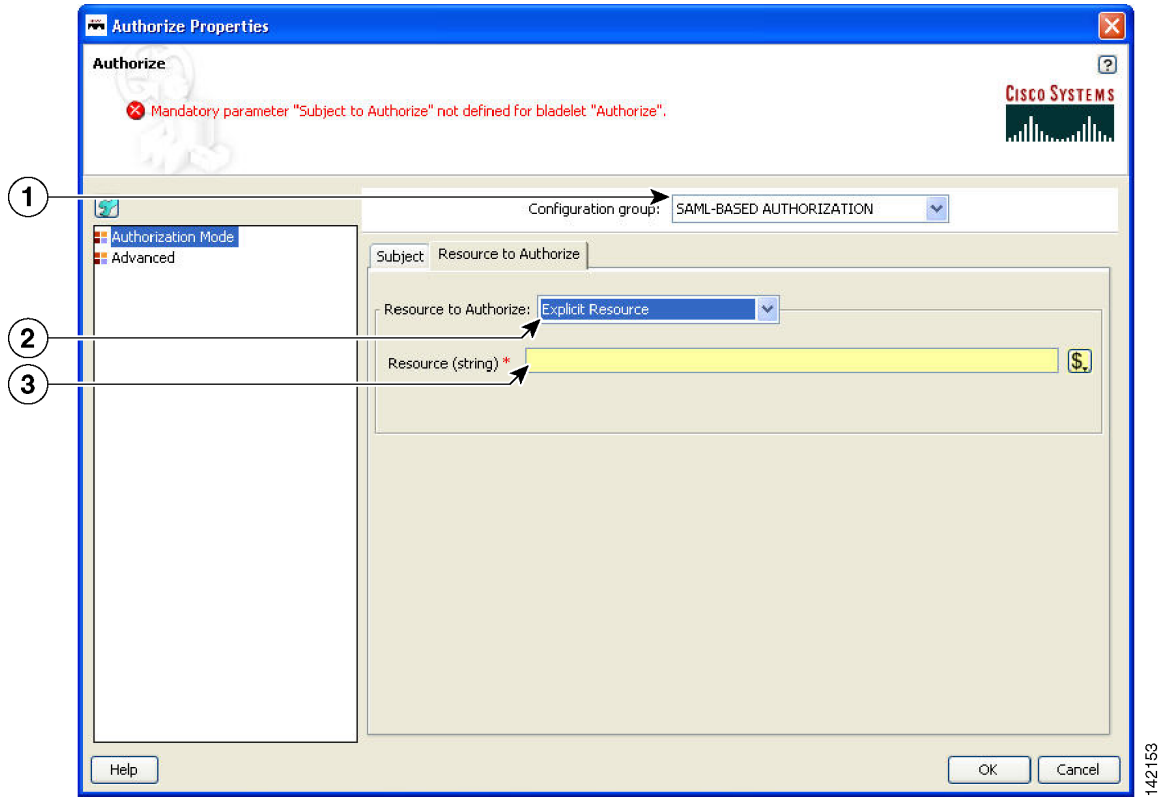 Authorize Properties
Authorize
?
Mandatory parameter "Subject to Authorize" not defined for bladelet "Authorize".
CISCO SYSTEMS
1
Configuration group: SAML-BASED AUTHORIZATION
Authorization Mode
Advanced
Subject Resource to Authorize
Resource to Authorize: Explicit Resource
2
Resource (string) * $
3
Help OK Cancel
142153